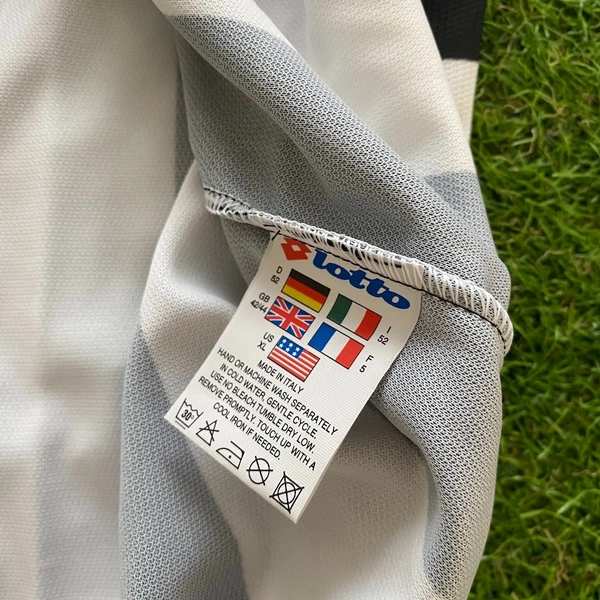 lotto
D
52
GB
42/44
I
52
US
XL
F
5
MADE IN ITALY
HAND OR MACHINE WASH SEPARATELY
IN COLD WATER, GENTLE CYCLE.
USE NO BLEACH TUMBLE DRY LOW.
REMOVE PROMPTLY. TOUCH UP WITH A
COOL IRON IF NEEDED.
30°